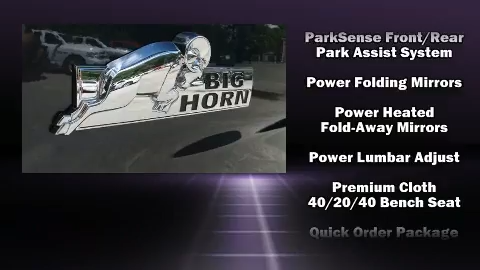 BIG
HORN
ParkSense Front/Rear
Park Assist System
Power Folding Mirrors
Power Heated
Fold-Away Mirrors
Power Lumbar Adjust
Premium Cloth
40/20/40 Bench Seat
Quick Order Package